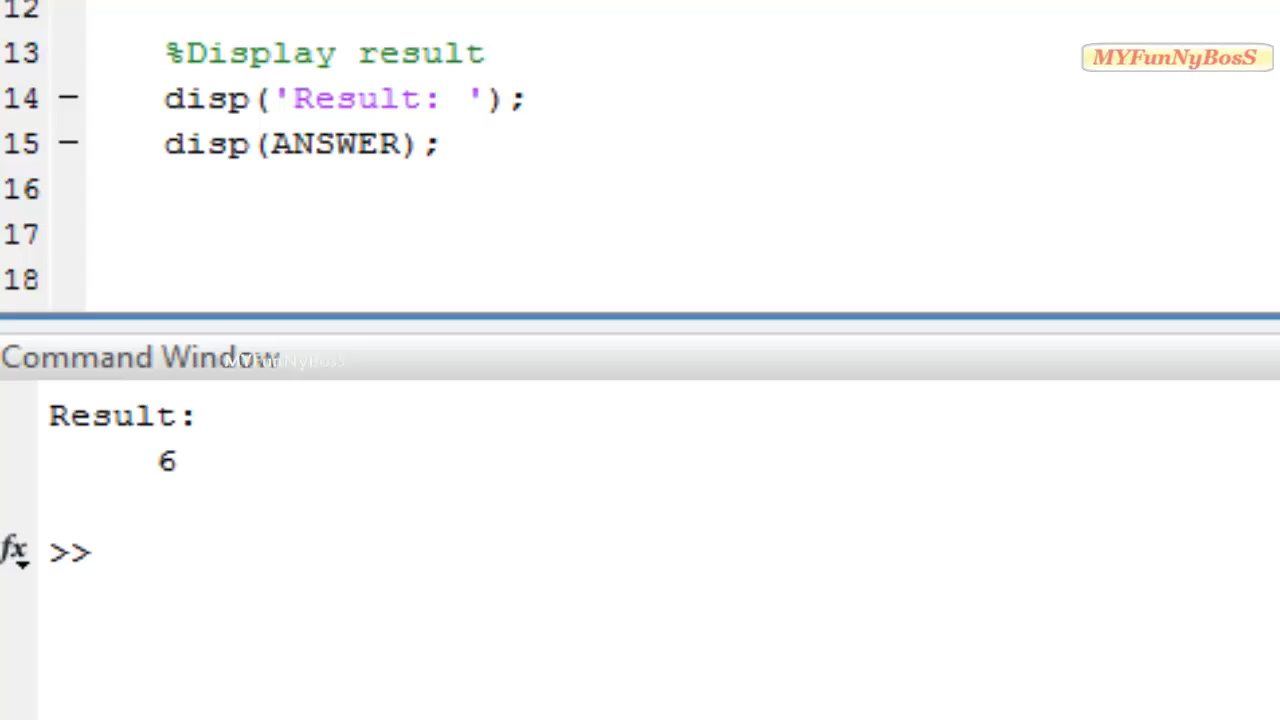 12
13 %Display result
MYFunNyBosS
14 — disp('Result: ');
15 — disp(ANSWER);
16
17
18
Command Window
MYFunNyBosS
Result:
6
fx >>